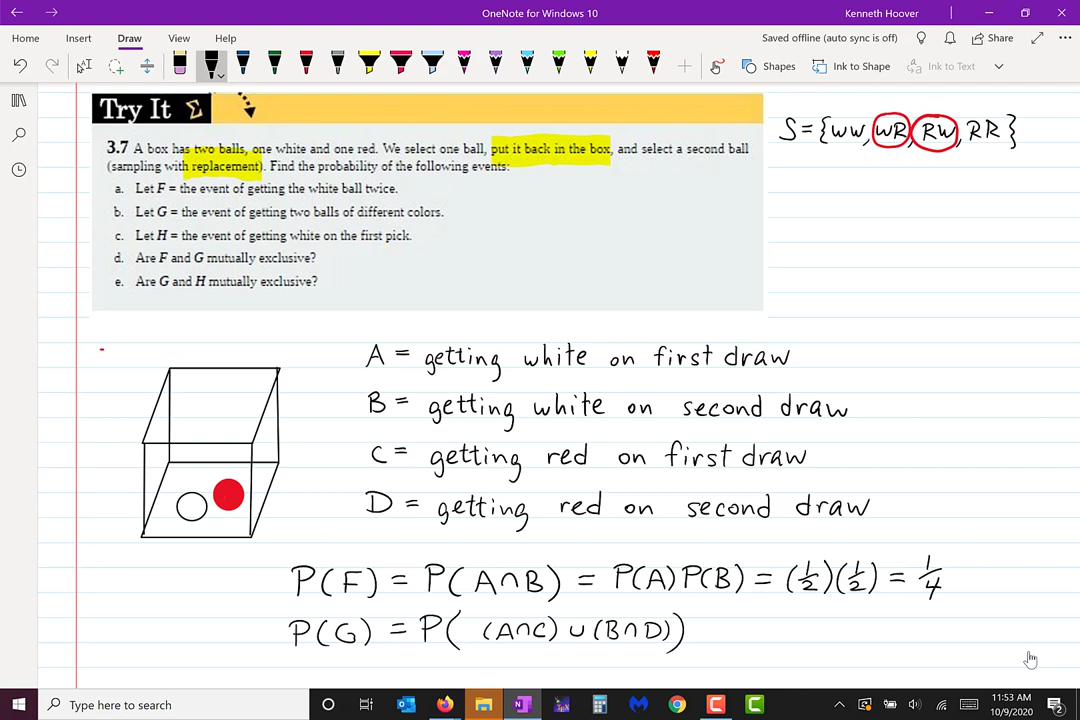 OneNote for Windows 10
Kenneth Hoover
Home Insert Draw View Help
Saved offline (auto sync is off)
Share
Shapes
Ink to Shape
Ink to Text
Try It Σ
S = {WW, WR, RW, RR}
3.7 A box has two balls, one white and one red. We select one ball, put it back in the box, and select a second ball
(sampling with replacement). Find the probability of the following events:
a. Let F = the event of getting the white ball twice.
b. Let G = the event of getting two balls of different colors.
c. Let H = the event of getting white on the first pick.
d. Are F and G mutually exclusive?
e. Are G and H mutually exclusive?
A = getting white on first draw
B = getting white on second draw
C = getting red on first draw
D = getting red on second draw
P(F) = P(A∩B) = P(A)P(B) = (1/2)(1/2) = 1/4
P(G) = P( (A∩C) ∪ (B∩D))
Type here to search
11:53 AM
10/9/2020
2